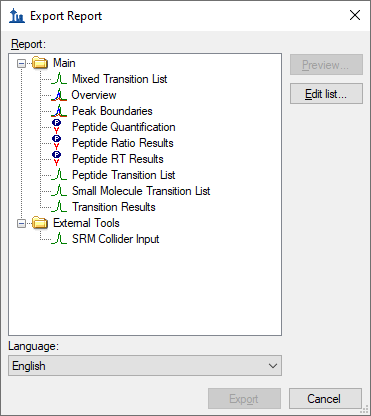 Export Report
Report:
Preview...
Edit list...
Main
Mixed Transition List
Overview
Peak Boundaries
Peptide Quantification
Peptide Ratio Results
Peptide RT Results
Peptide Transition List
Small Molecule Transition List
Transition Results
External Tools
SRM Collider Input
Language:
English
Export
Cancel